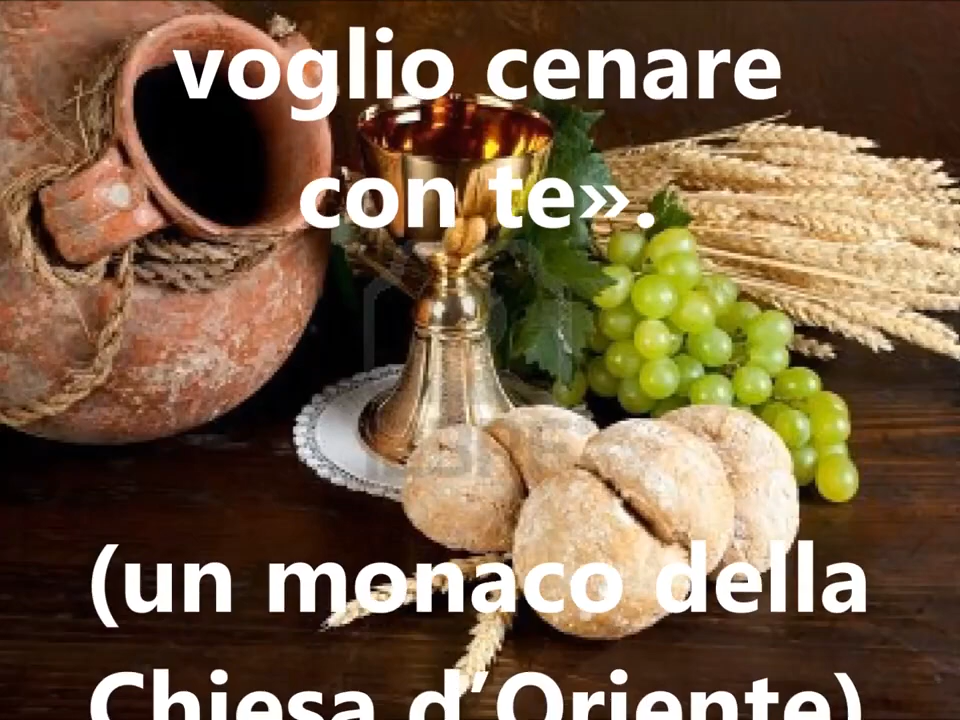 voglio cenare
con te».
(un monaco della
Chiesa d’Oriente)